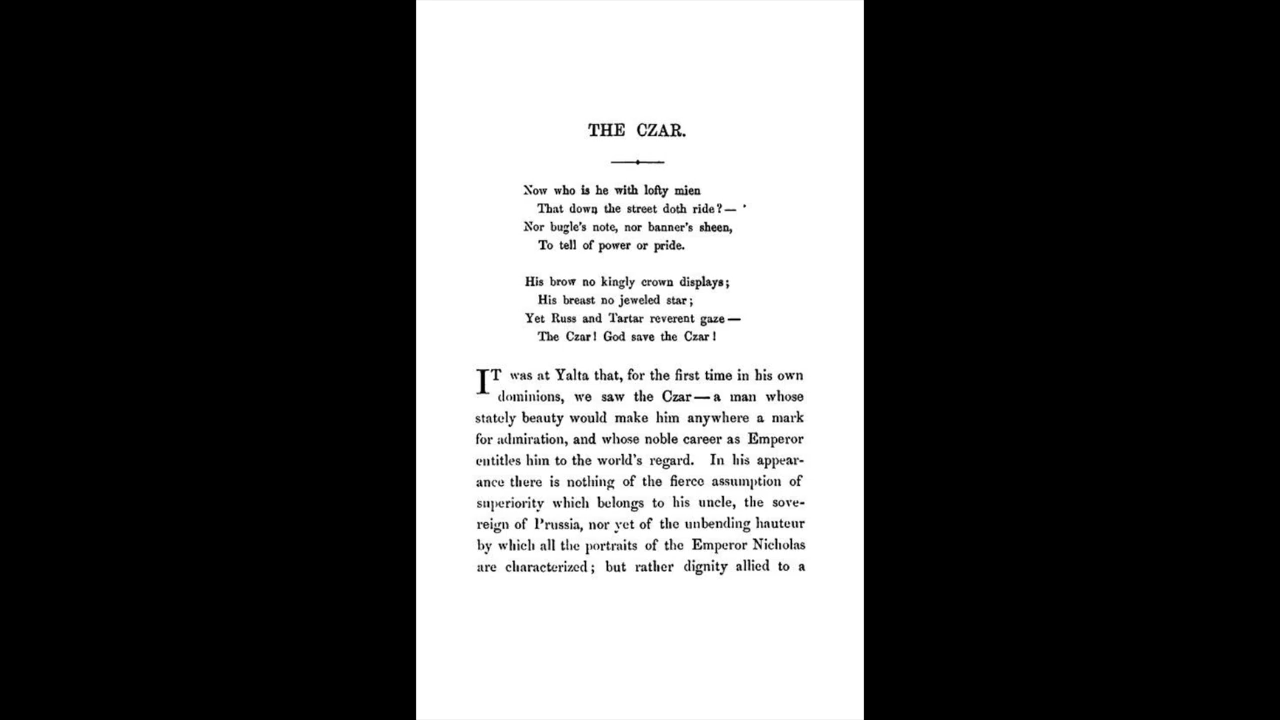 THE CZAR.
Now who is he with lofty mien
That down the street doth ride?—
Nor bugle's note, nor banner's sheen,
To tell of power or pride.
His brow no kingly crown displays;
His breast no jeweled star;
Yet Russ and Tartar reverent gaze—
The Czar! God save the Czar!
IT was at Yalta that, for the first time in his own
dominions, we saw the Czar—a man whose
stately beauty would make him anywhere a mark
for admiration, and whose noble career as Emperor
entitles him to the world's regard. In his appear-
ance there is nothing of the fierce assumption of
superiority which belongs to his uncle, the sove-
reign of Prussia, nor yet of the unbending hauteur
by which all the portraits of the Emperor Nicholas
are characterized; but rather dignity allied to a